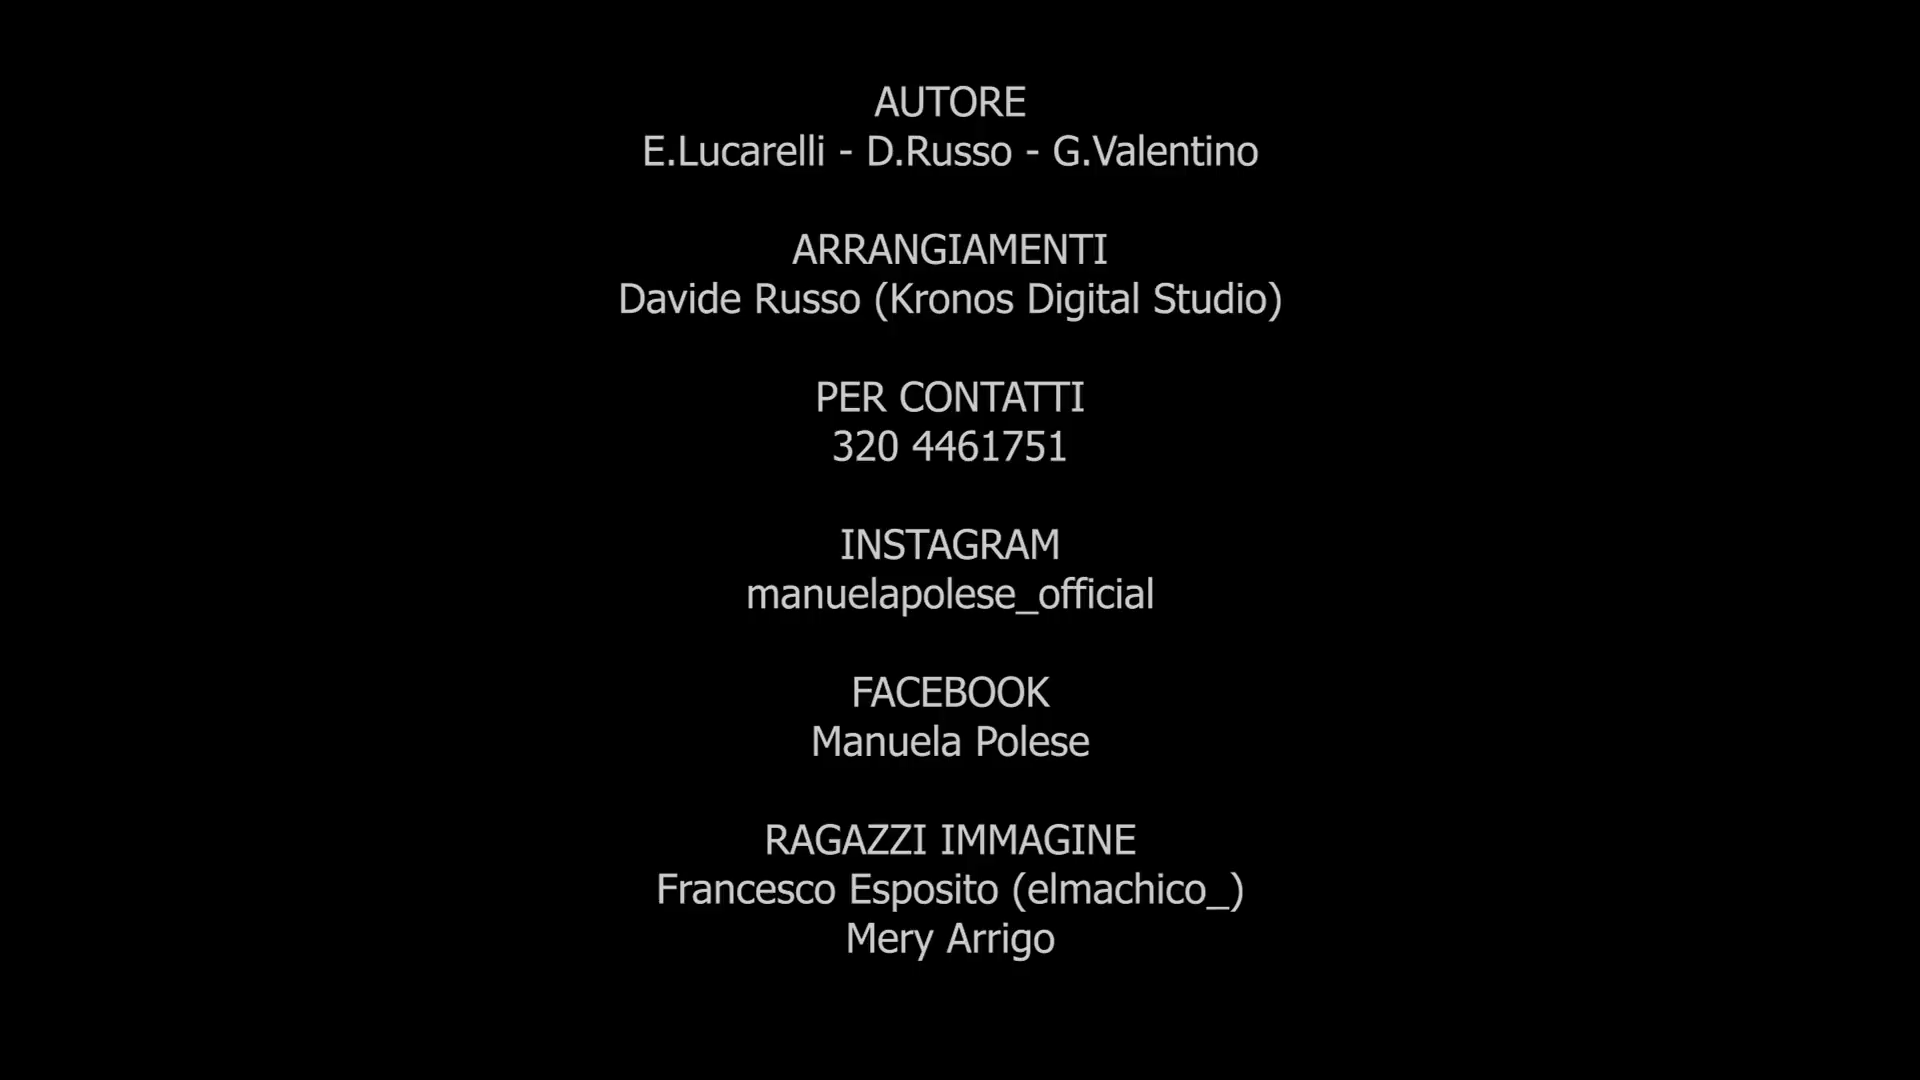 AUTORE
E.Lucarelli - D.Russo - G.Valentino
ARRANGIAMENTI
Davide Russo (Kronos Digital Studio)
PER CONTATTI
320 4461751
INSTAGRAM
manuelapolese_official
FACEBOOK
Manuela Polese
RAGAZZI IMMAGINE
Francesco Esposito (elmachico_)
Mery Arrigo